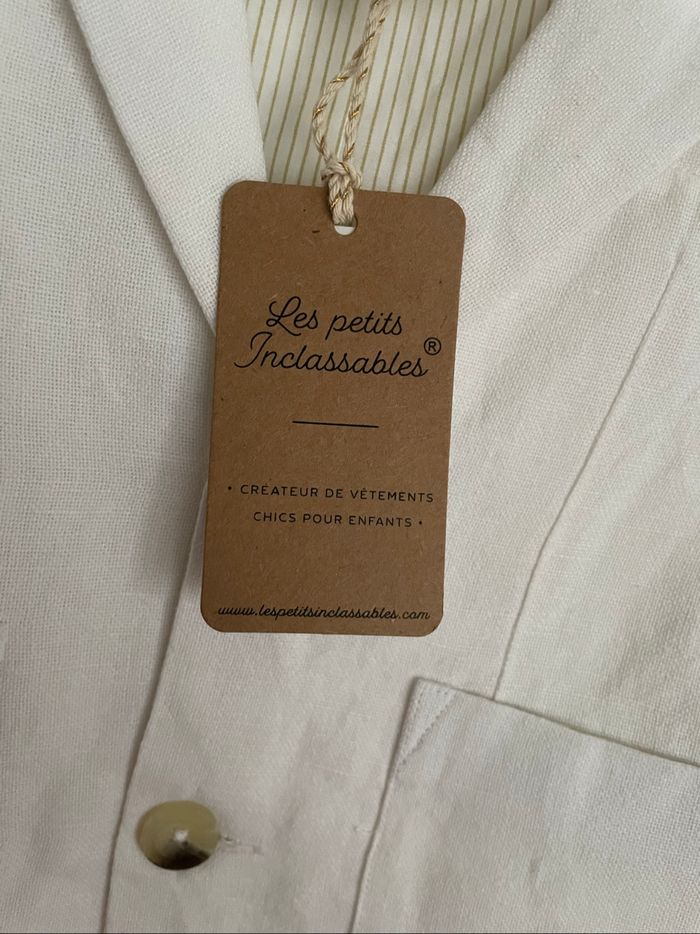 Les petits
Inclassables®
• CRÉATEUR DE VÊTEMENTS
CHICS POUR ENFANTS •
www.lespetitsinclassables.com